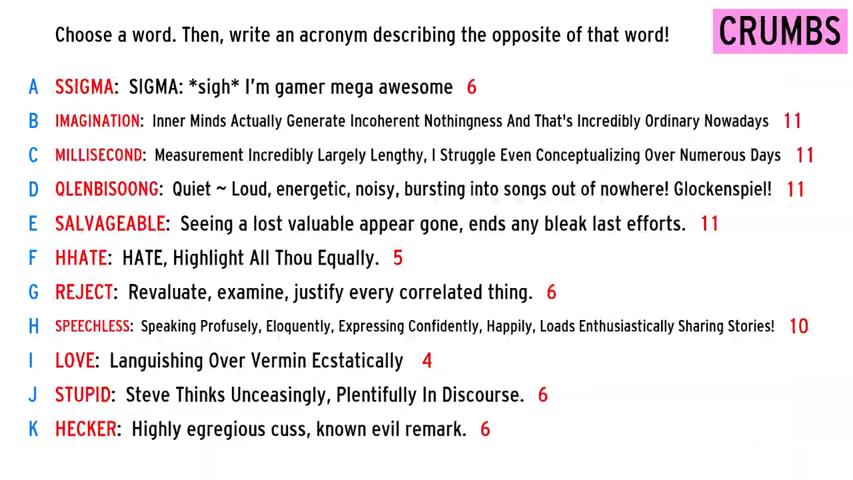 Choose a word. Then, write an acronym describing the opposite of that word!
CRUMBS
A SSIGMA: SIGMA: *sigh* I'm gamer mega awesome 6
B IMAGINATION: Inner Minds Actually Generate Incoherent Nothingness And That's Incredibly Ordinary Nowadays 11
C MILLISECOND: Measurement Incredibly Largely Lengthy, I Struggle Even Conceptualizing Over Numerous Days 11
D QLENBISOONG: Quiet ~ Loud, energetic, noisy, bursting into songs out of nowhere! Glockenspiel! 11
E SALVAGEABLE: Seeing a lost valuable appear gone, ends any bleak last efforts. 11
F HHATE: HATE, Highlight All Thou Equally. 5
G REJECT: Revaluate, examine, justify every correlated thing. 6
H SPEECHLESS: Speaking Profusely, Eloquently, Expressing Confidently, Happily, Loads Enthusiastically Sharing Stories! 10
I LOVE: Languishing Over Vermin Ecstatically 4
J STUPID: Steve Thinks Unceasingly, Plentifully In Discourse. 6
K HECKER: Highly egregious cuss, known evil remark. 6